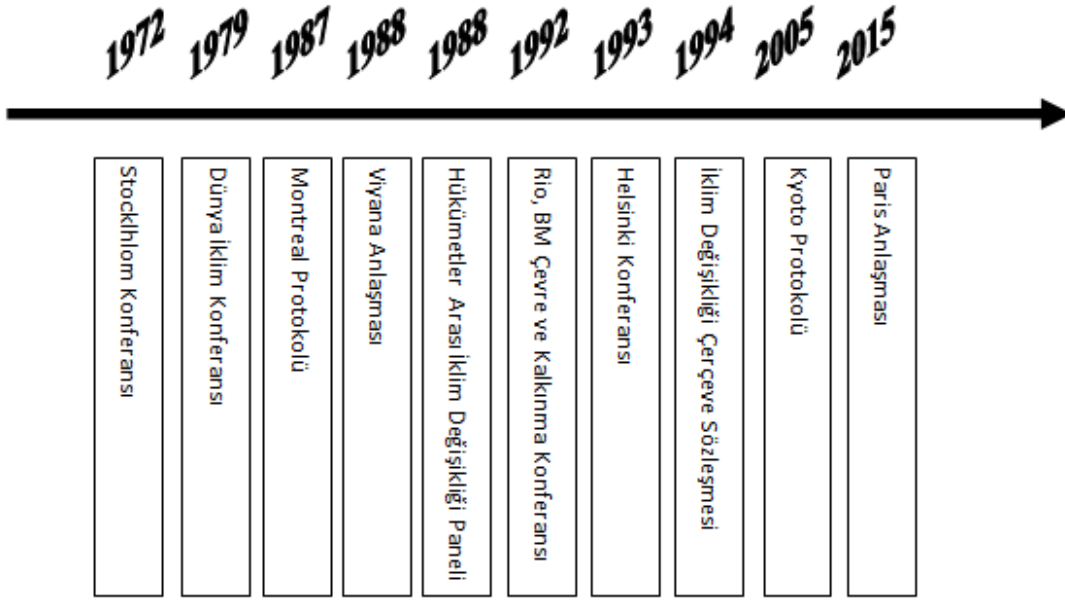 1972
1979
1987
1988
1988
1992
1993
1994
2005
2015
Stocklhlom Konferansı
Dünya İklim Konferansı
Montreal Protokolü
Viyana Anlaşması
Hükümetler Arası İklim Değişikliği Paneli
Rio, BM Çevre ve Kalkınma Konferansı
Helsinki Konferansı
İklim Değişikliği Çerçeve Sözleşmesi
Kyoto Protokolü
Paris Anlaşması